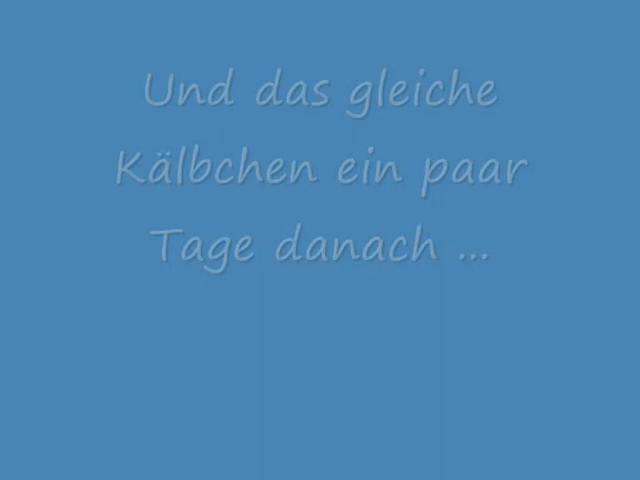 Und das gleiche
Kälbchen ein paar
Tage danach ...